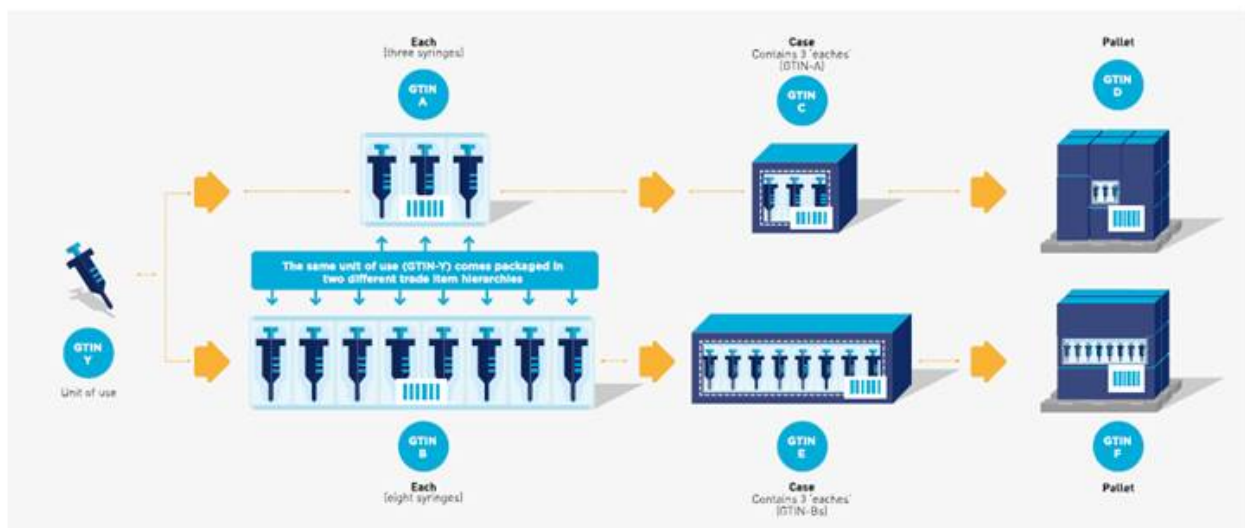 Each
(three syringes)
GTIN
A
Case
Contains 3 'eaches'
(GTIN-A)
GTIN
C
Pallet
GTIN
D
The same unit of use (GTIN-Y) comes packaged in
two different trade item hierarchies
GTIN
Y
Unit of use
GTIN
B
Each
(eight syringes)
GTIN
E
Case
Contains 3 'eaches'
(GTIN-Bs)
GTIN
F
Pallet